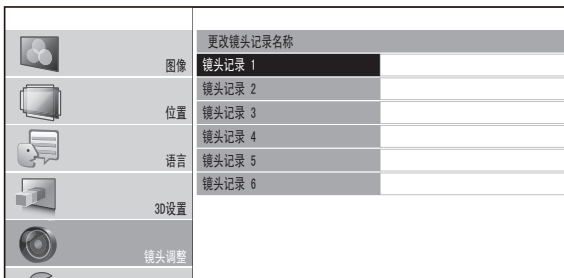 图像
位置
语言
3D设置
镜头调整
更改镜头记录名称
镜头记录 1
镜头记录 2
镜头记录 3
镜头记录 4
镜头记录 5
镜头记录 6